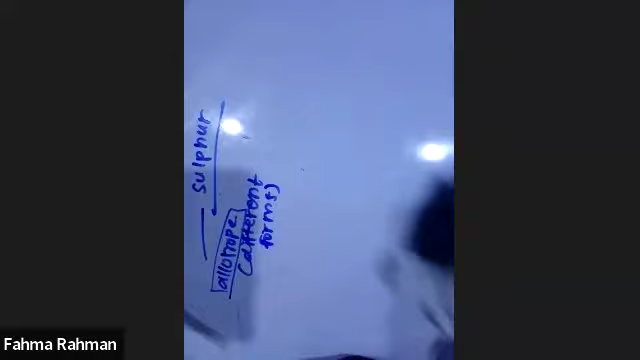 sulphur
allotrope
(different
forms)
Fahma Rahman